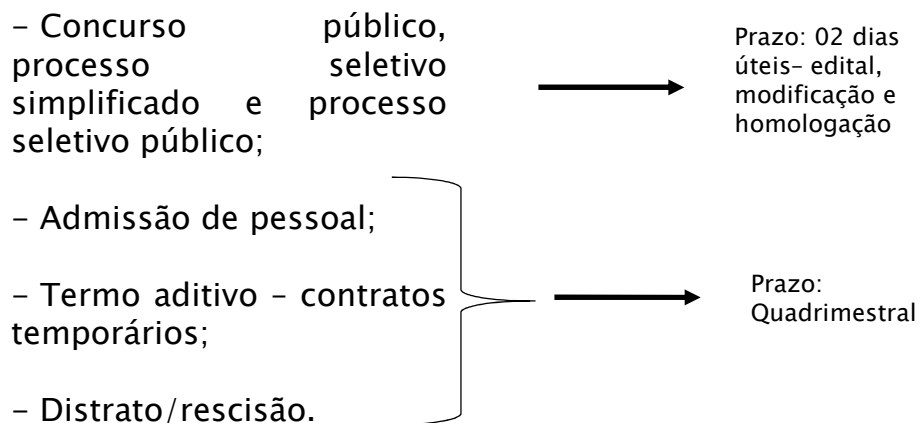 – Concurso público,
processo seletivo
simplificado e processo
seletivo público;
Prazo: 02 dias
úteis– edital,
modificação e
homologação
– Admissão de pessoal;
– Termo aditivo – contratos
temporários;
– Distrato/rescisão.
Prazo:
Quadrimestral